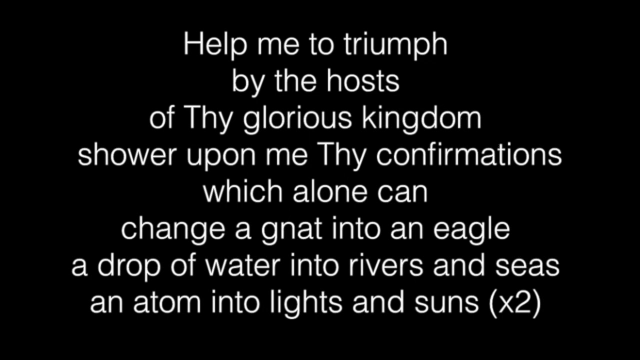 Help me to triumph
by the hosts
of Thy glorious kingdom
shower upon me Thy confirmations
which alone can
change a gnat into an eagle
a drop of water into rivers and seas
an atom into lights and suns (x2)